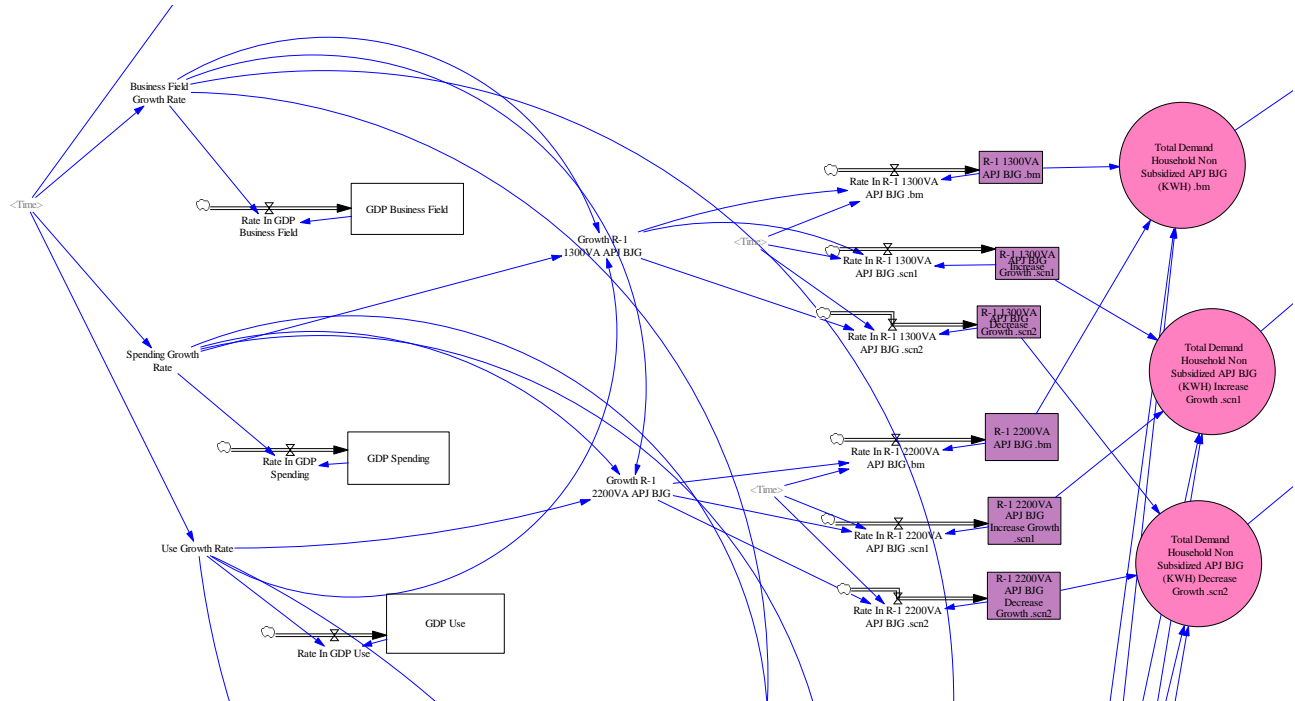 Business Field
Growth Rate
<Time>
Rate In GDP
Business Field
GDP Business Field
Spending Growth
Rate
Rate In GDP
Spending
GDP Spending
Use Growth Rate
Rate In GDP Use
GDP Use
Growth R-1
1300VA APJ BJG
Growth R-1
2200VA APJ BJG
<Time>
Rate In R-1 1300VA
APJ BJG .bm
R-1 1300VA
APJ BJG .bm
Rate In R-1 1300VA
APJ BJG .scn1
R-1 1300VA
APJ BJG
Increase
Growth .scn1
Rate In R-1 1300VA
APJ BJG .scn2
R-1 1300VA
APJ BJG
Decrease
Growth .scn2
<Time>
Rate In R-1 2200VA
APJ BJG .bm
R-1 2200VA
APJ BJG .bm
Rate In R-1 2200VA
APJ BJG .scn1
R-1 2200VA
APJ BJG
Increase Growth
.scn1
Rate In R-1 2200VA
APJ BJG .scn2
R-1 2200VA
APJ BJG
Decrease
Growth .scn2
Total Demand
Household Non
Subsidized APJ BJG
(KWH) .bm
Total Demand
Household Non
Subsidized APJ BJG
(KWH) Increase
Growth .scn1
Total Demand
Household Non
Subsidized APJ BJG
(KWH) Decrease
Growth .scn2